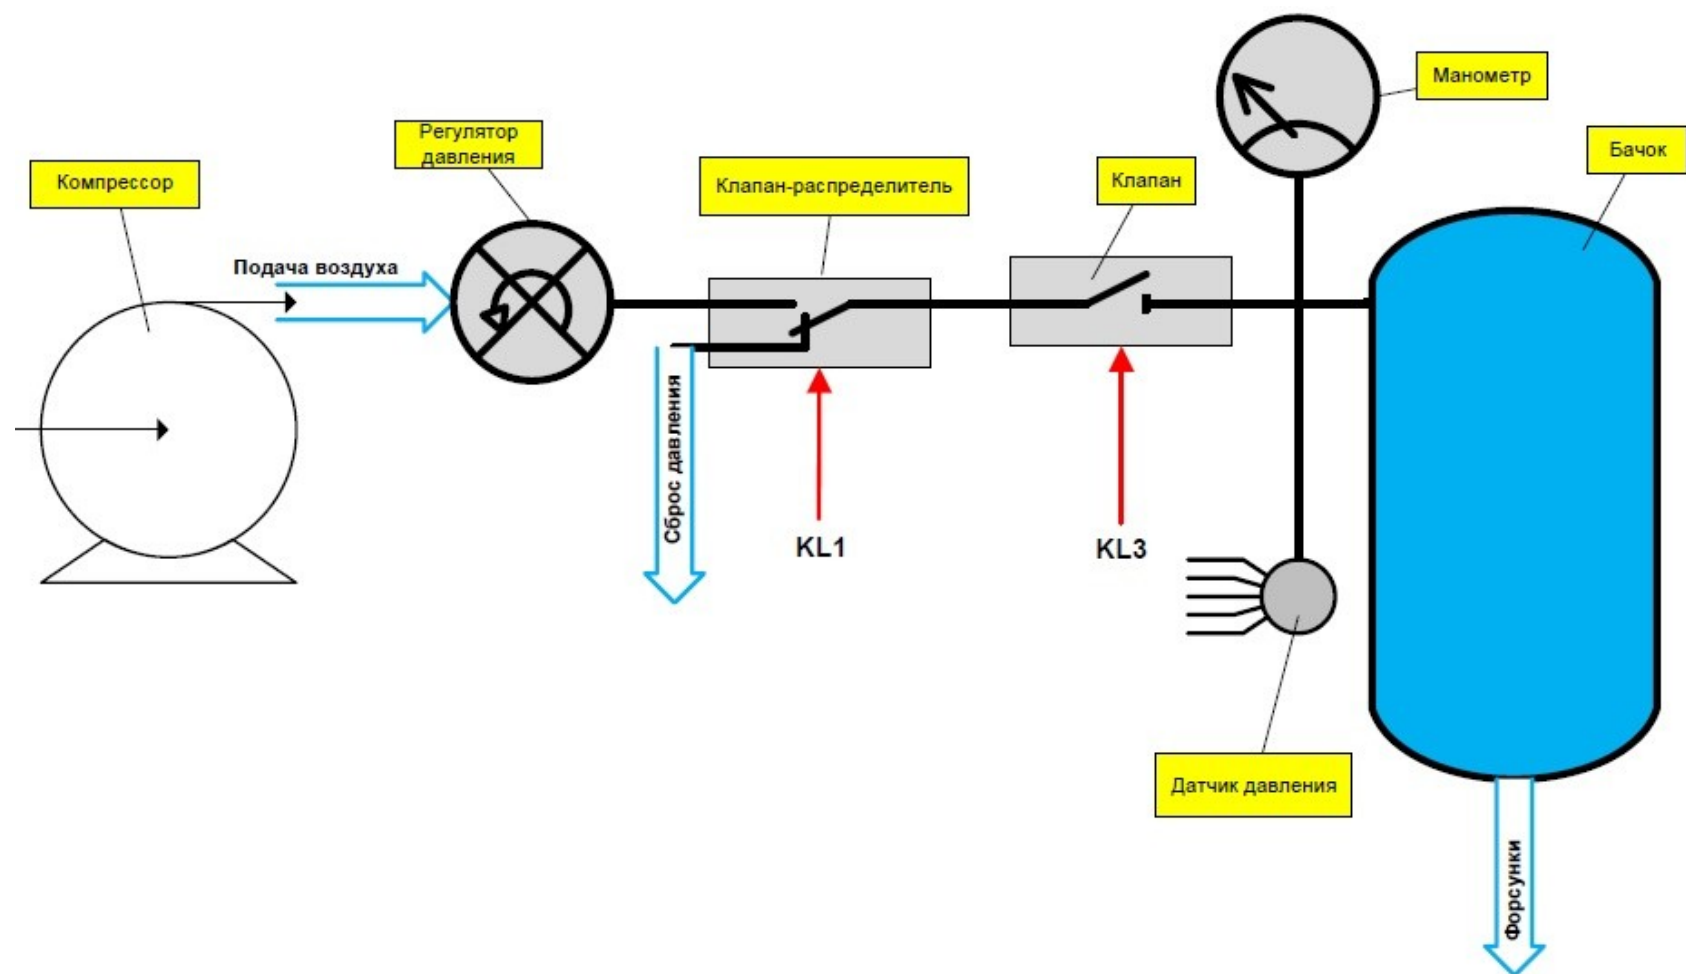 Манометр
Регулятор
давления
Бачок
Компрессор
Клапан-распределитель
Клапан
Подача воздуха
Сброс давления
KL1
KL3
Датчик давления
Форсунки